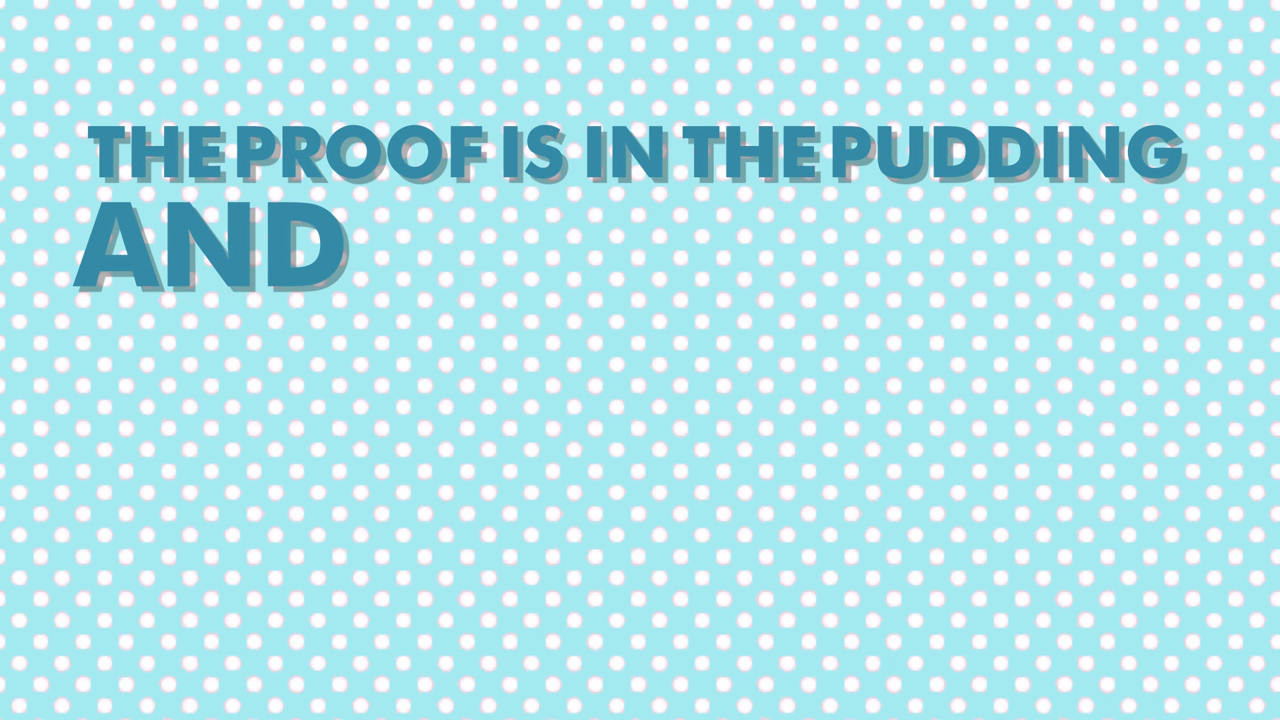 THE PROOF IS IN THE PUDDING
AND